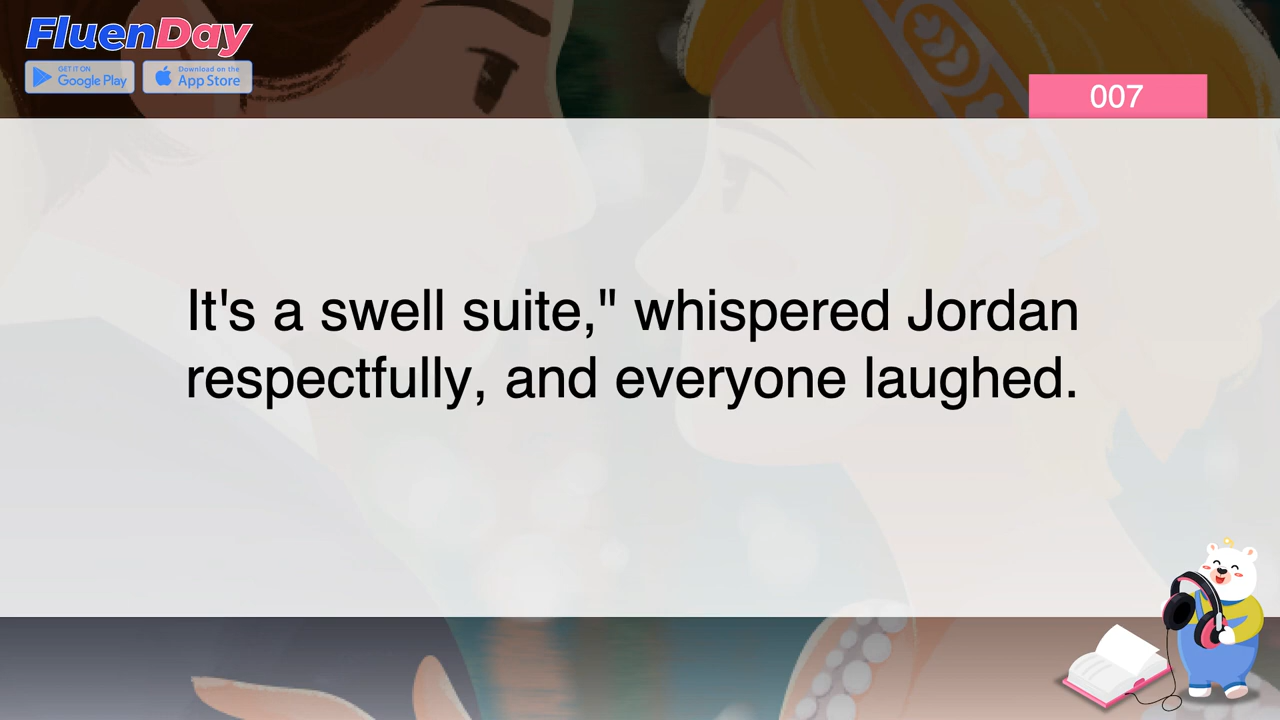 FluenDay
GET IT ON
Google Play
Download on the
App Store
007
It's a swell suite," whispered Jordan
respectfully, and everyone laughed.